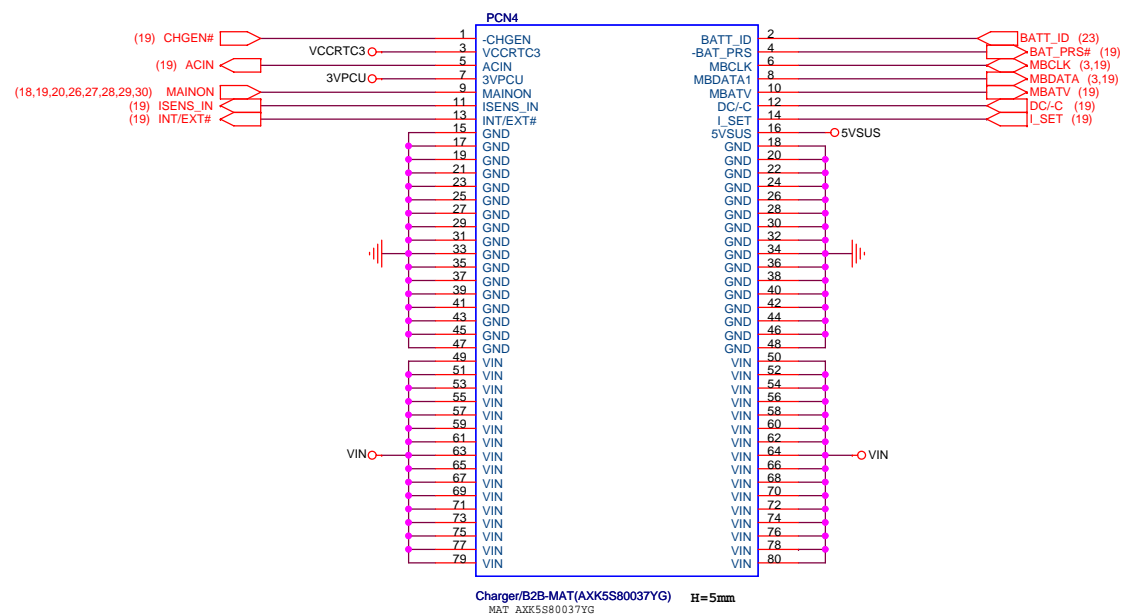 PCN4
(19) CHGEN# 1 -CHGEN BATT_ID 2 BATT_ID (23)
VCCRTC3 3 VCCRTC3 -BAT_PRS 4 BAT_PRS# (19)
(19) ACIN 5 ACIN MBCLK 6 MBCLK (3,19)
3VPCU 7 3VPCU MBDATA1 8 MBDATA (3,19)
(18,19,20,26,27,28,29,30) MAINON 9 MAINON MBATV 10 MBATV (19)
(19) ISENS_IN 11 ISENS_IN DC/-C 12 DC/-C (19)
(19) INT/EXT# 13 INT/EXT# I_SET 14 I_SET (19)
15 GND 5VSUS 16 5VSUS
17 GND GND 18
19 GND GND 20
21 GND GND 22
23 GND GND 24
25 GND GND 26
27 GND GND 28
29 GND GND 30
31 GND GND 32
33 GND GND 34
35 GND GND 36
37 GND GND 38
39 GND GND 40
41 GND GND 42
43 GND GND 44
45 GND GND 46
47 GND GND 48
49 VIN VIN 50
51 VIN VIN 52
53 VIN VIN 54
55 VIN VIN 56
57 VIN VIN 58
59 VIN VIN 60
61 VIN VIN 62
VIN 63 VIN VIN 64 VIN
65 VIN VIN 66
67 VIN VIN 68
69 VIN VIN 70
71 VIN VIN 72
73 VIN VIN 74
75 VIN VIN 76
77 VIN VIN 78
79 VIN VIN 80
Charger/B2B-MAT(AXK5S80037YG) H=5mm
MAT AXK5S80037YG